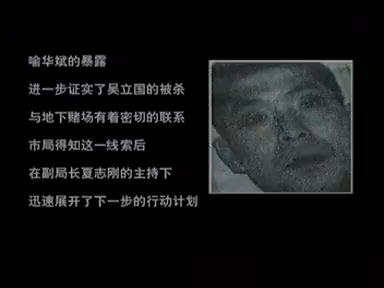 喻华斌的暴露
进一步证实了吴立国的被杀
与地下赌场有着密切的联系
市局得知这一线索后
在副局长夏志刚的主持下
迅速展开了下一步的行动计划